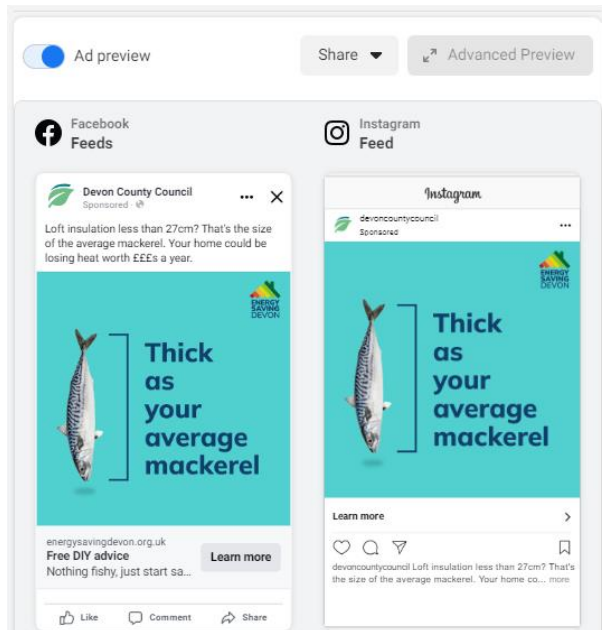 Ad preview
Share
Advanced Preview
Facebook
Feeds
Devon County Council
Sponsored ·
Loft insulation less than 27cm? That's the size
of the average mackerel. Your home could be
losing heat worth £££s a year.
ENERGY
SAVING
DEVON
Thick
as
your
average
mackerel
energysavingdevon.org.uk
Free DIY advice
Nothing fishy, just start sa...
Learn more
Like
Comment
Share
Instagram
Feed
Instagram
devoncountycouncil
Sponsored
ENERGY
SAVING
DEVON
Thick
as
your
average
mackerel
Learn more
devoncountycouncil Loft insulation less than 27cm? That's
the size of the average mackerel. Your home co... more